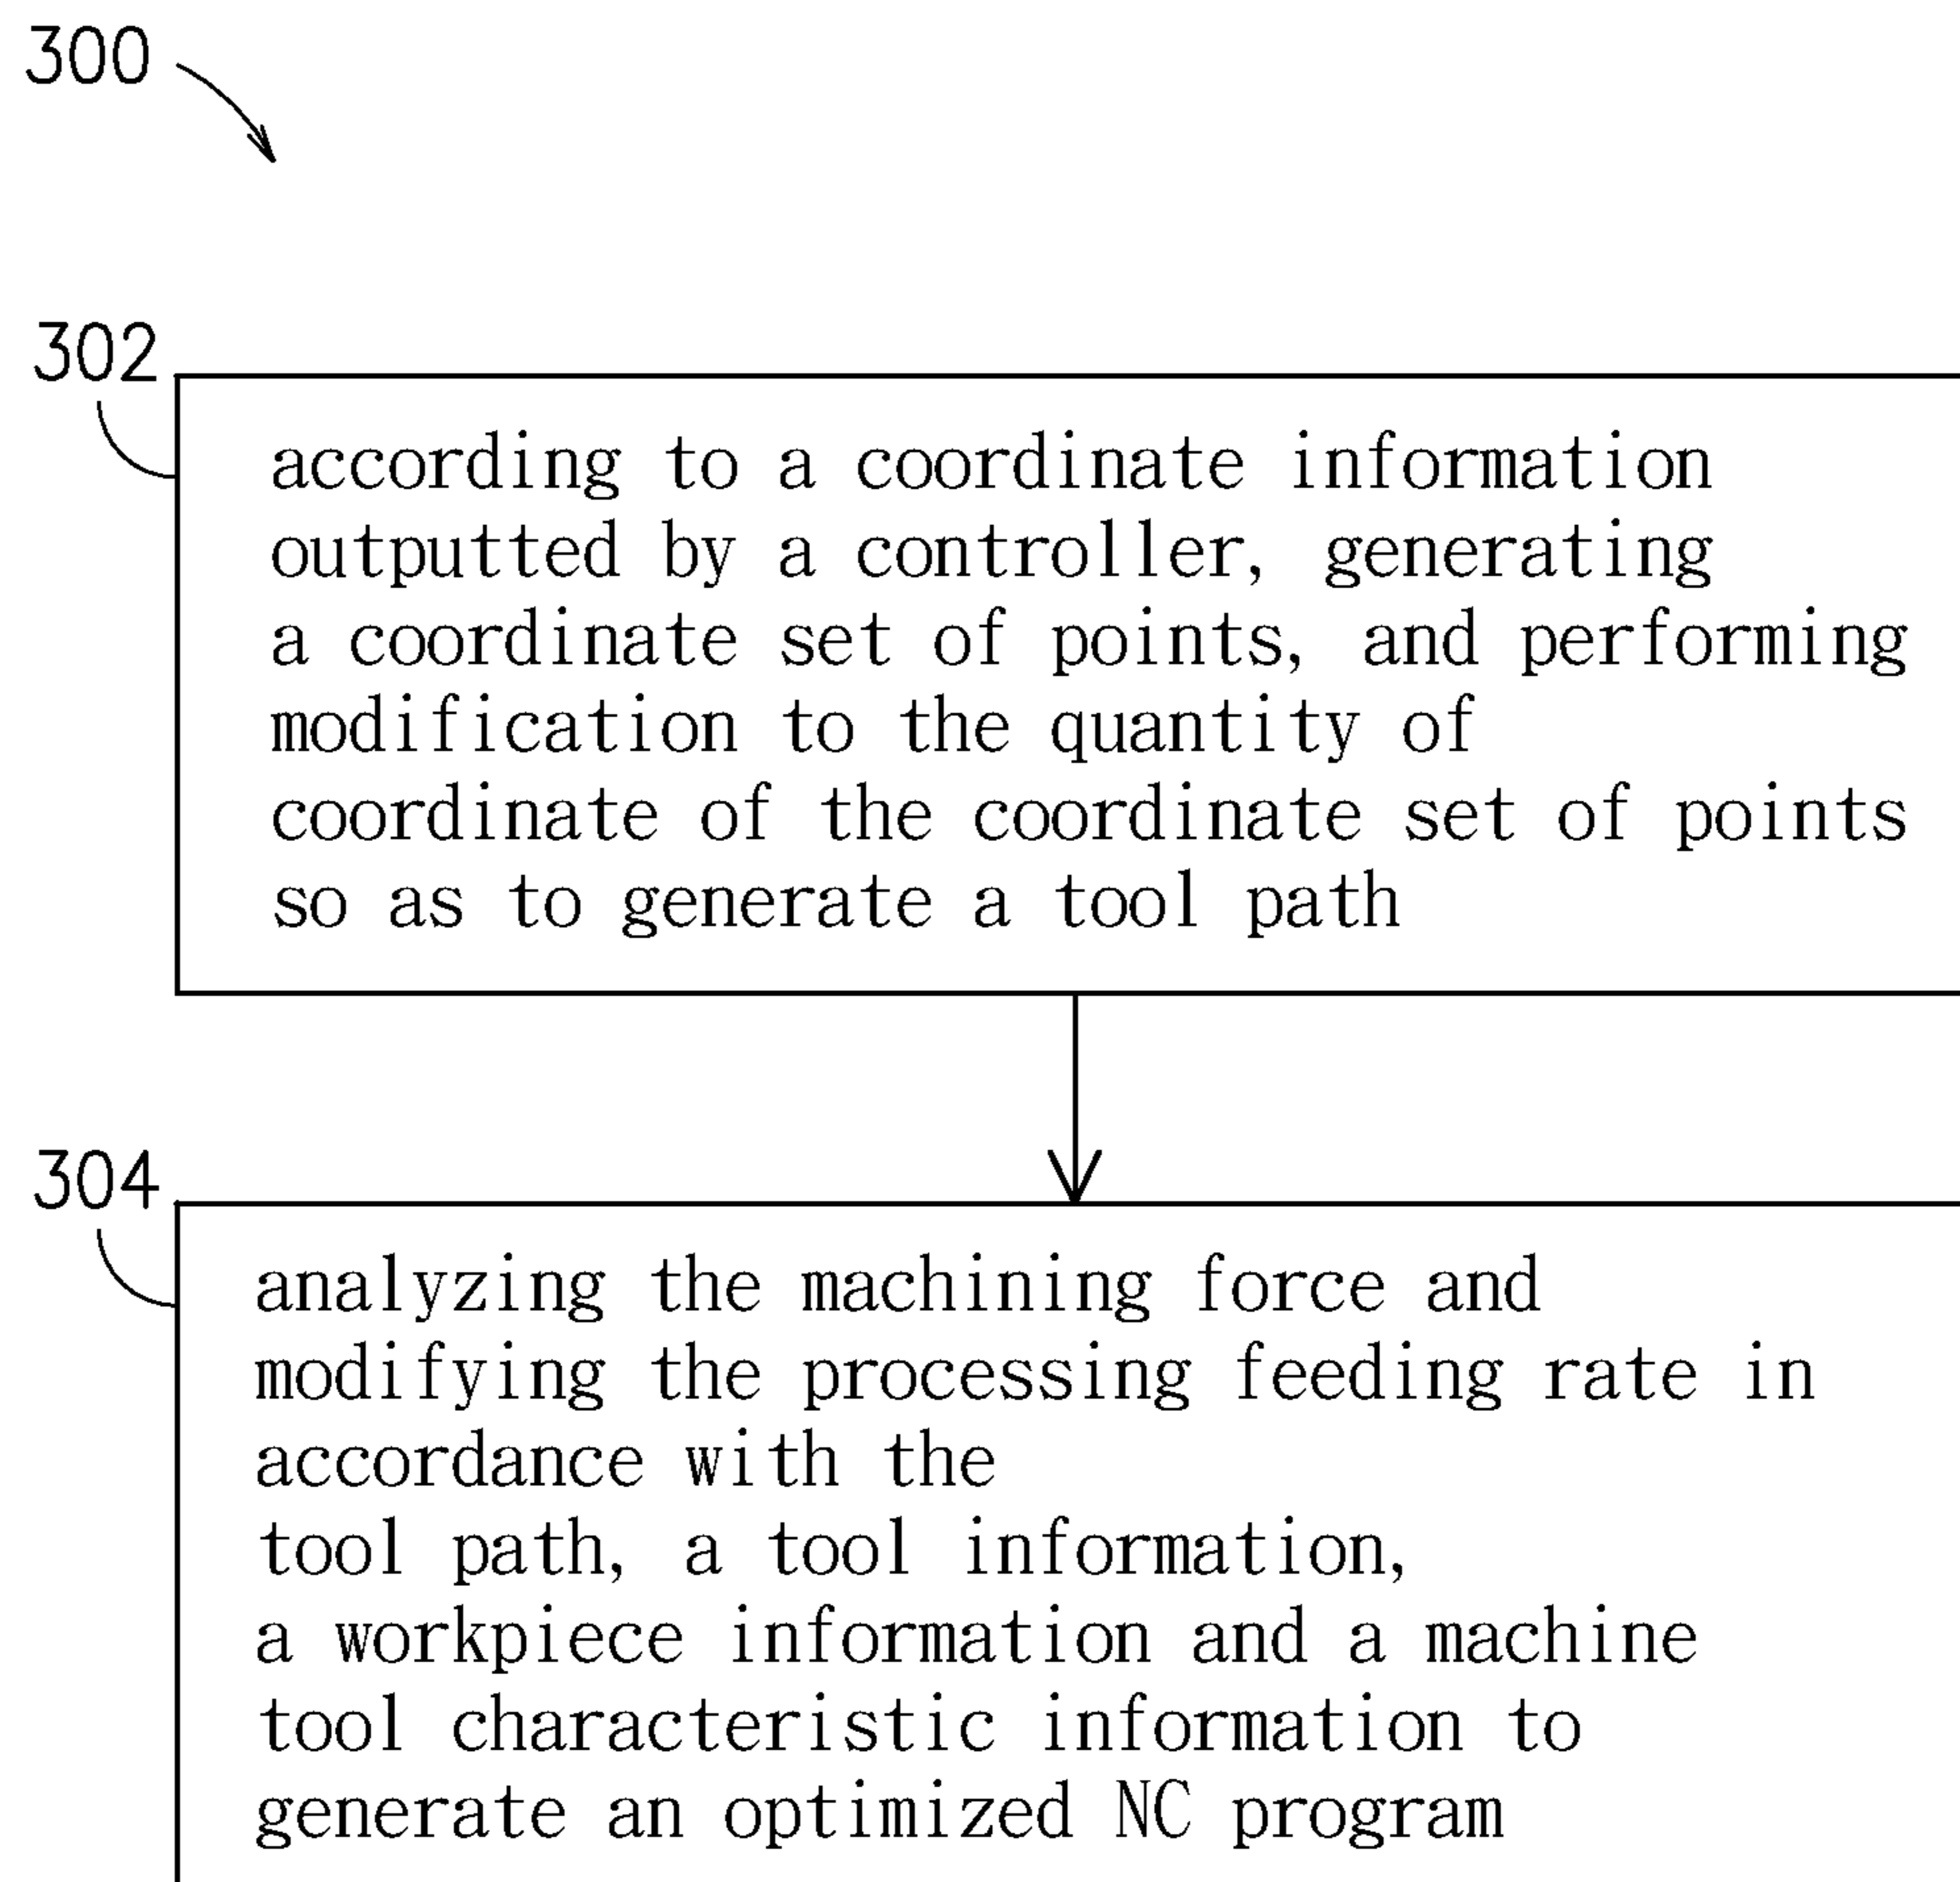 300
302
according to a coordinate information
outputted by a controller, generating
a coordinate set of points, and performing
modification to the quantity of
coordinate of the coordinate set of points
so as to generate a tool path
304
analyzing the machining force and
modifying the processing feeding rate in
accordance with the
tool path, a tool information,
a workpiece information and a machine
tool characteristic information to
generate an optimized NC program